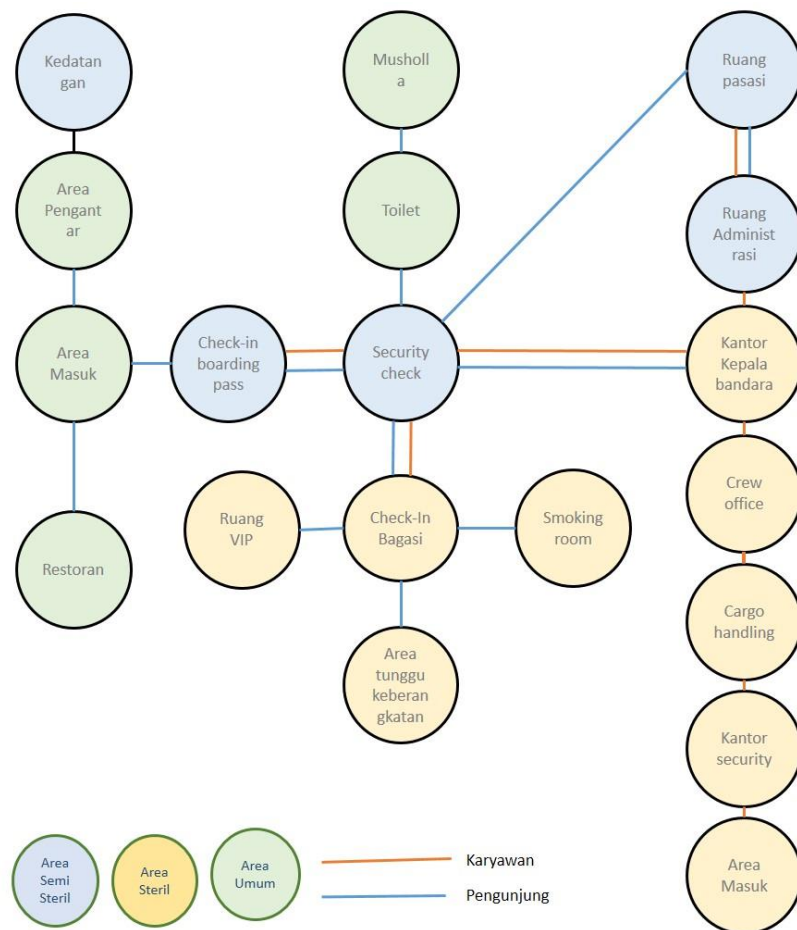 Kedatan
gan
Musholl
a
Ruang
pasasi
Area
Pengant
ar
Toilet
Ruang
Administ
rasi
Area
Masuk
Check-in
boarding
pass
Security
check
Kantor
Kepala
bandara
Restoran
Ruang
VIP
Check-In
Bagasi
Smoking
room
Crew
office
Area
tunggu
keberan
gkatan
Cargo
handling
Kantor
security
Area
Masuk
Area
Semi
Steril
Area
Steril
Area
Umum
Karyawan
Pengunjung